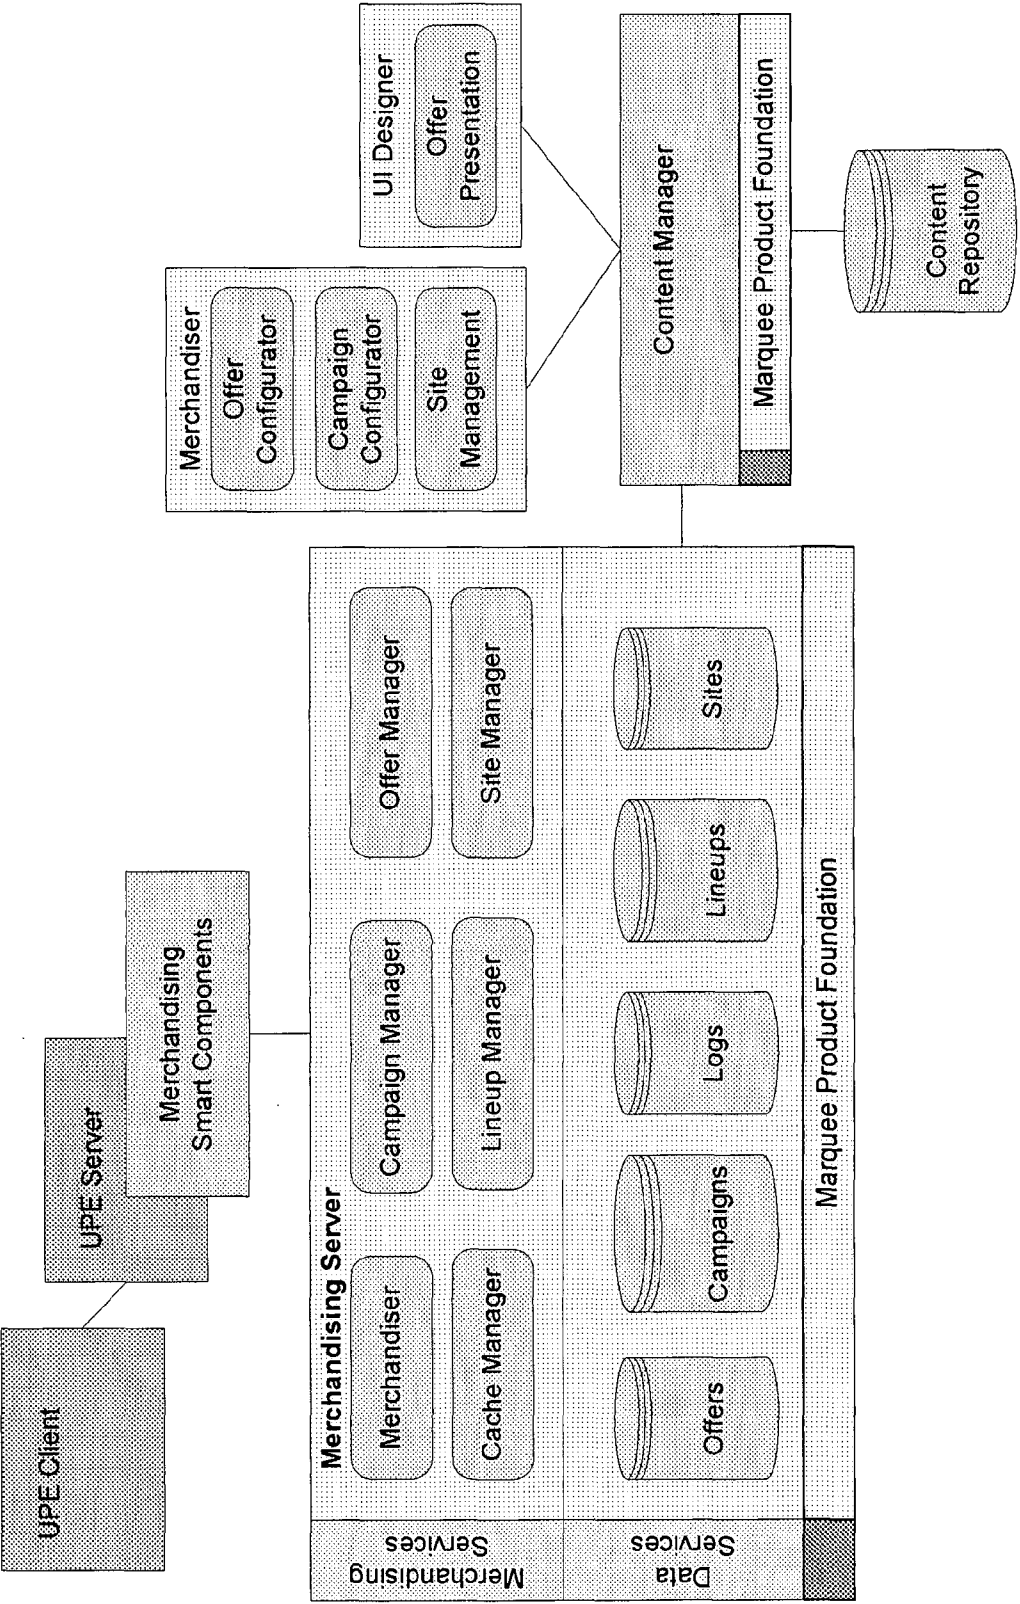 UPE Client
UPE Server
Merchandising
Smart Components
Merchandiser
Offer
Configurator
Campaign
Configurator
Site
Management
UI Designer
Offer
Presentation
Merchandising Server
Merchandising
Services
Merchandiser
Campaign Manager
Offer Manager
Cache Manager
Lineup Manager
Site Manager
Data
Services
Offers
Campaigns
Logs
Lineups
Sites
Marquee Product Foundation
Content Manager
Marquee Product Foundation
Content
Repository